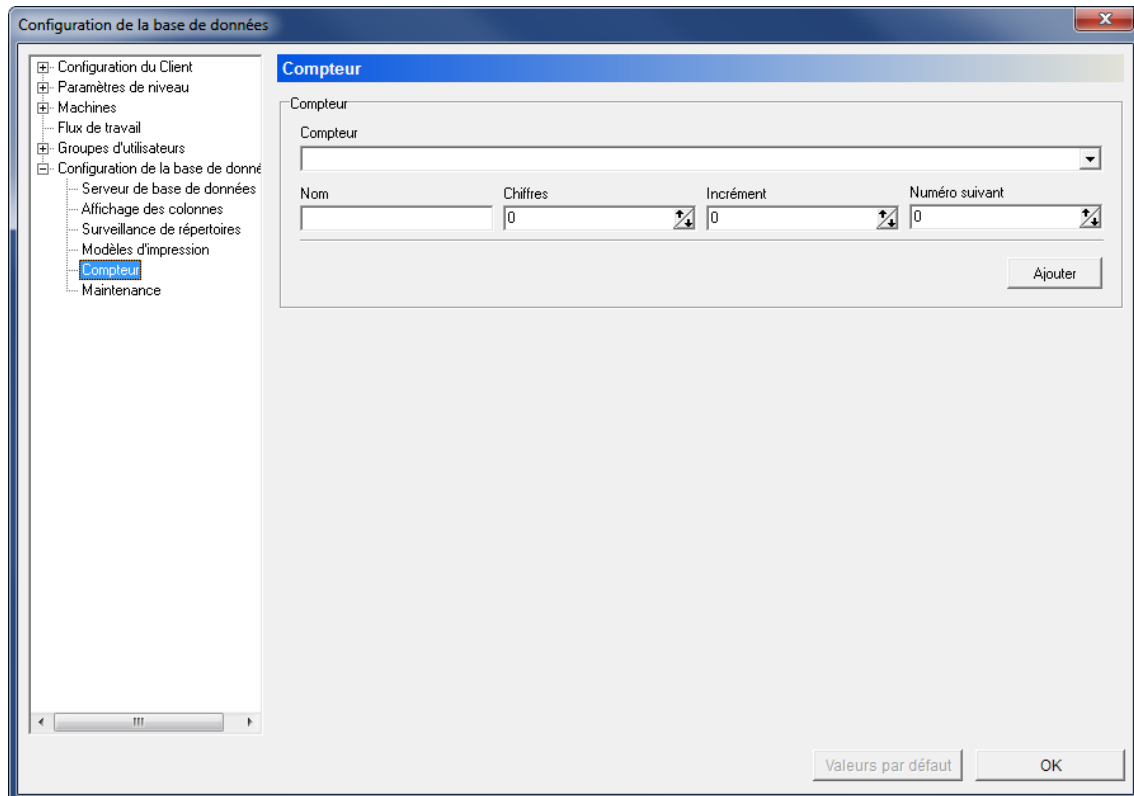 Configuration de la base de données
Configuration du Client
Paramètres de niveau
Machines
Flux de travail
Groupes d'utilisateurs
Configuration de la base de donné
Serveur de base de données
Affichage des colonnes
Surveillance de répertoires
Modèles d'impression
Compteur
Maintenance
Compteur
Compteur
Compteur
Nom Chiffres Incrément Numéro suivant
0 0 0
Ajouter
Valeurs par défaut OK